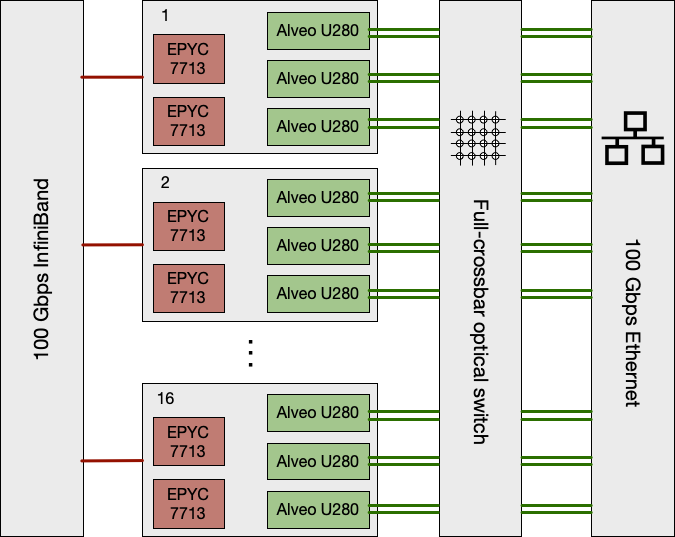 100 Gbps InfiniBand
1
EPYC
7713
EPYC
7713
Alveo U280
Alveo U280
Alveo U280
2
EPYC
7713
EPYC
7713
Alveo U280
Alveo U280
Alveo U280
16
EPYC
7713
EPYC
7713
Alveo U280
Alveo U280
Alveo U280
Full-crossbar optical switch
100 Gbps Ethernet